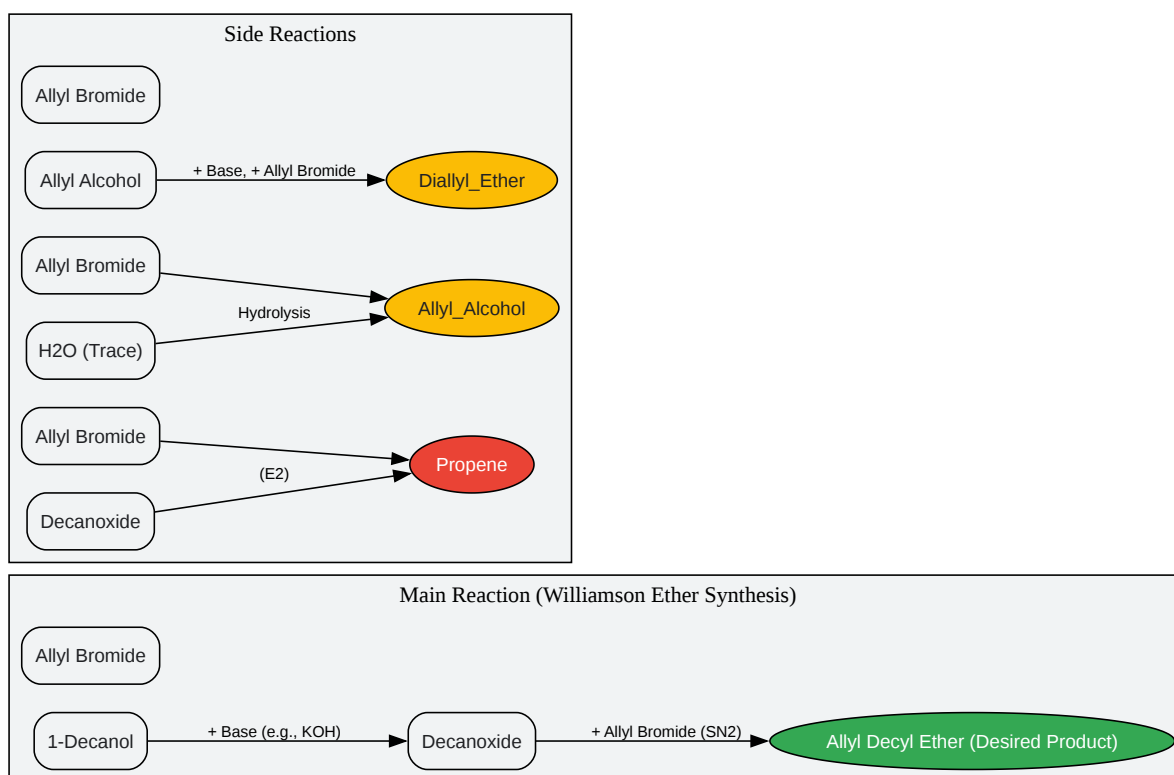 Side Reactions
Allyl Bromide
Allyl Alcohol
+ Base, + Allyl Bromide
Diallyl_Ether
Allyl Bromide
Hydrolysis
Allyl_Alcohol
H2O (Trace)
Allyl Bromide
(E2)
Propene
Decanoxide
Main Reaction (Williamson Ether Synthesis)
Allyl Bromide
1-Decanol
+ Base (e.g., KOH)
Decanoxide
+ Allyl Bromide (SN2)
Allyl Decyl Ether (Desired Product)